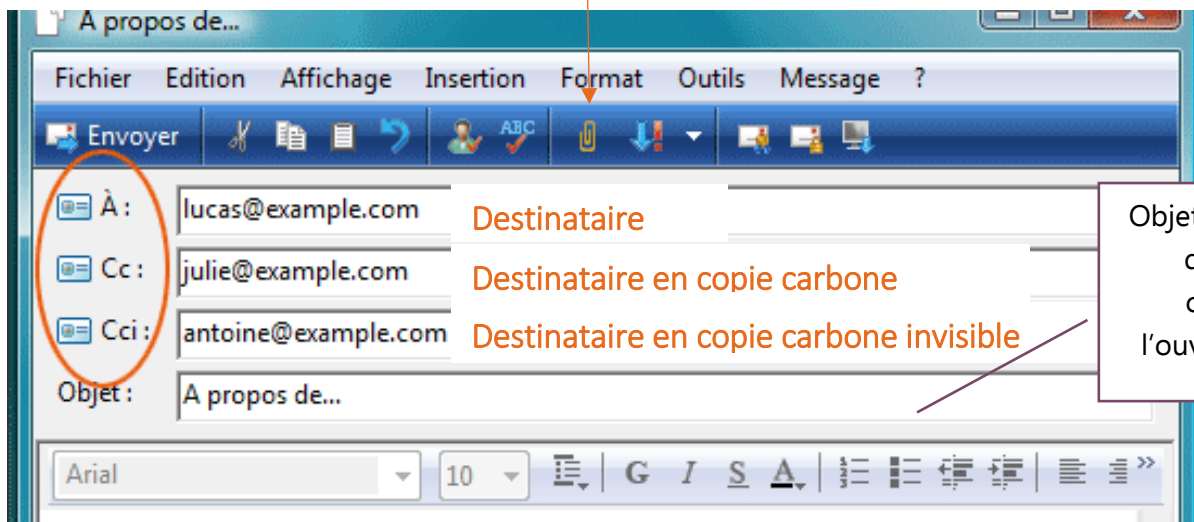 A propos de...
Fichier Edition Affichage Insertion Format Outils Message ?
Envoyer ABC
À : lucas@example.com Destinataire
Cc : julie@example.com Destinataire en copie carbone
Cci : antoine@example.com Destinataire en copie carbone invisible
Objet : A propos de...
Arial 10 G I S A